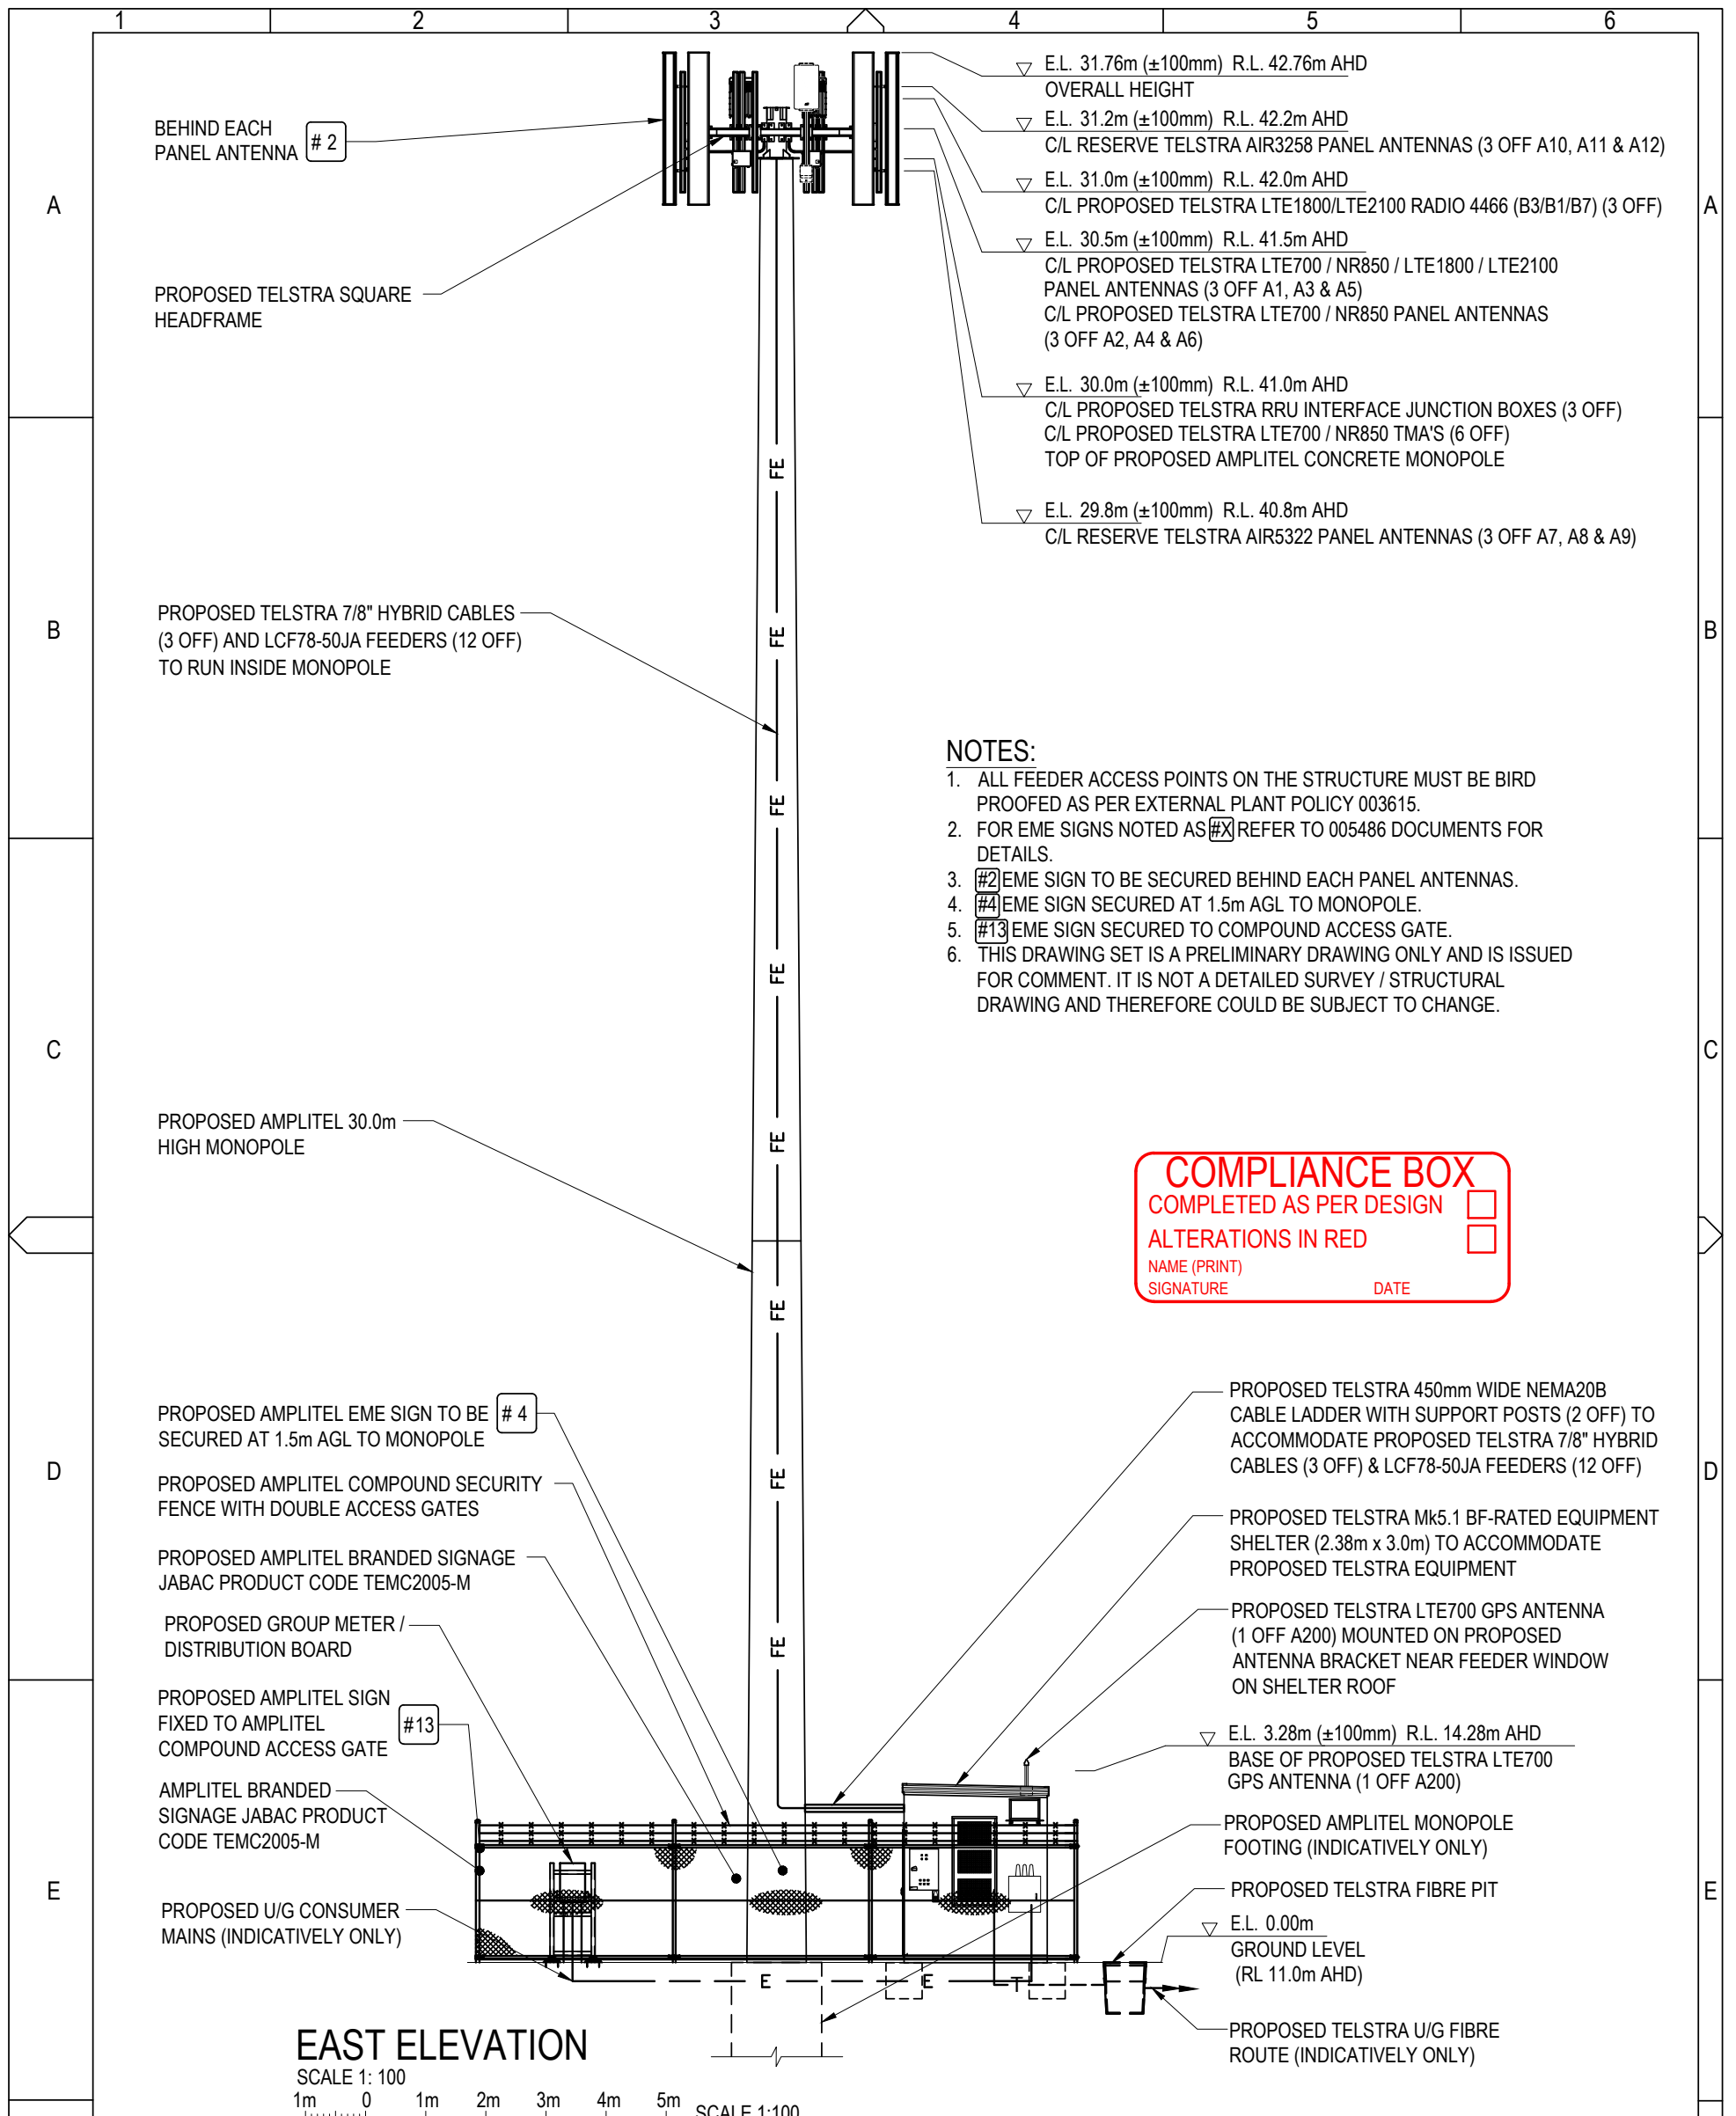 1 2 3 4 5 6
A
A
B
B
C
C
D
D
E
E
BEHIND EACH
PANEL ANTENNA # 2
PROPOSED TELSTRA SQUARE
HEADFRAME
E.L. 31.76m (±100mm) R.L. 42.76m AHD
OVERALL HEIGHT
E.L. 31.2m (±100mm) R.L. 42.2m AHD
C/L RESERVE TELSTRA AIR3258 PANEL ANTENNAS (3 OFF A10, A11 & A12)
E.L. 31.0m (±100mm) R.L. 42.0m AHD
C/L PROPOSED TELSTRA LTE1800/LTE2100 RADIO 4466 (B3/B1/B7) (3 OFF)
E.L. 30.5m (±100mm) R.L. 41.5m AHD
C/L PROPOSED TELSTRA LTE700 / NR850 / LTE1800 / LTE2100
PANEL ANTENNAS (3 OFF A1, A3 & A5)
C/L PROPOSED TELSTRA LTE700 / NR850 PANEL ANTENNAS
(3 OFF A2, A4 & A6)
E.L. 30.0m (±100mm) R.L. 41.0m AHD
C/L PROPOSED TELSTRA RRU INTERFACE JUNCTION BOXES (3 OFF)
C/L PROPOSED TELSTRA LTE700 / NR850 TMA'S (6 OFF)
TOP OF PROPOSED AMPLITEL CONCRETE MONOPOLE
E.L. 29.8m (±100mm) R.L. 40.8m AHD
C/L RESERVE TELSTRA AIR5322 PANEL ANTENNAS (3 OFF A7, A8 & A9)
FE
FE
FE
FE
FE
FE
FE
FE
PROPOSED TELSTRA 7/8" HYBRID CABLES
(3 OFF) AND LCF78-50JA FEEDERS (12 OFF)
TO RUN INSIDE MONOPOLE
NOTES:
1. ALL FEEDER ACCESS POINTS ON THE STRUCTURE MUST BE BIRD
PROOFED AS PER EXTERNAL PLANT POLICY 003615.
2. FOR EME SIGNS NOTED AS #X REFER TO 005486 DOCUMENTS FOR
DETAILS.
3. #2 EME SIGN TO BE SECURED BEHIND EACH PANEL ANTENNAS.
4. #4 EME SIGN SECURED AT 1.5m AGL TO MONOPOLE.
5. #13 EME SIGN SECURED TO COMPOUND ACCESS GATE.
6. THIS DRAWING SET IS A PRELIMINARY DRAWING ONLY AND IS ISSUED
FOR COMMENT. IT IS NOT A DETAILED SURVEY / STRUCTURAL
DRAWING AND THEREFORE COULD BE SUBJECT TO CHANGE.
PROPOSED AMPLITEL 30.0m
HIGH MONOPOLE
COMPLIANCE BOX
COMPLETED AS PER DESIGN
ALTERATIONS IN RED
NAME (PRINT)
SIGNATURE DATE
PROPOSED AMPLITEL EME SIGN TO BE # 4
SECURED AT 1.5m AGL TO MONOPOLE
PROPOSED AMPLITEL COMPOUND SECURITY
FENCE WITH DOUBLE ACCESS GATES
PROPOSED AMPLITEL BRANDED SIGNAGE
JABAC PRODUCT CODE TEMC2005-M
PROPOSED GROUP METER /
DISTRIBUTION BOARD
PROPOSED AMPLITEL SIGN
FIXED TO AMPLITEL #13
COMPOUND ACCESS GATE
AMPLITEL BRANDED
SIGNAGE JABAC PRODUCT
CODE TEMC2005-M
PROPOSED U/G CONSUMER
MAINS (INDICATIVELY ONLY)
PROPOSED TELSTRA 450mm WIDE NEMA20B
CABLE LADDER WITH SUPPORT POSTS (2 OFF) TO
ACCOMMODATE PROPOSED TELSTRA 7/8" HYBRID
CABLES (3 OFF) & LCF78-50JA FEEDERS (12 OFF)
PROPOSED TELSTRA Mk5.1 BF-RATED EQUIPMENT
SHELTER (2.38m x 3.0m) TO ACCOMMODATE
PROPOSED TELSTRA EQUIPMENT
PROPOSED TELSTRA LTE700 GPS ANTENNA
(1 OFF A200) MOUNTED ON PROPOSED
ANTENNA BRACKET NEAR FEEDER WINDOW
ON SHELTER ROOF
E.L. 3.28m (±100mm) R.L. 14.28m AHD
BASE OF PROPOSED TELSTRA LTE700
GPS ANTENNA (1 OFF A200)
PROPOSED AMPLITEL MONOPOLE
FOOTING (INDICATIVELY ONLY)
PROPOSED TELSTRA FIBRE PIT
E.L. 0.00m
GROUND LEVEL
(RL 11.0m AHD)
PROPOSED TELSTRA U/G FIBRE
ROUTE (INDICATIVELY ONLY)
E E T
EAST ELEVATION
SCALE 1: 100
1m 0 1m 2m 3m 4m 5m SCALE 1:100